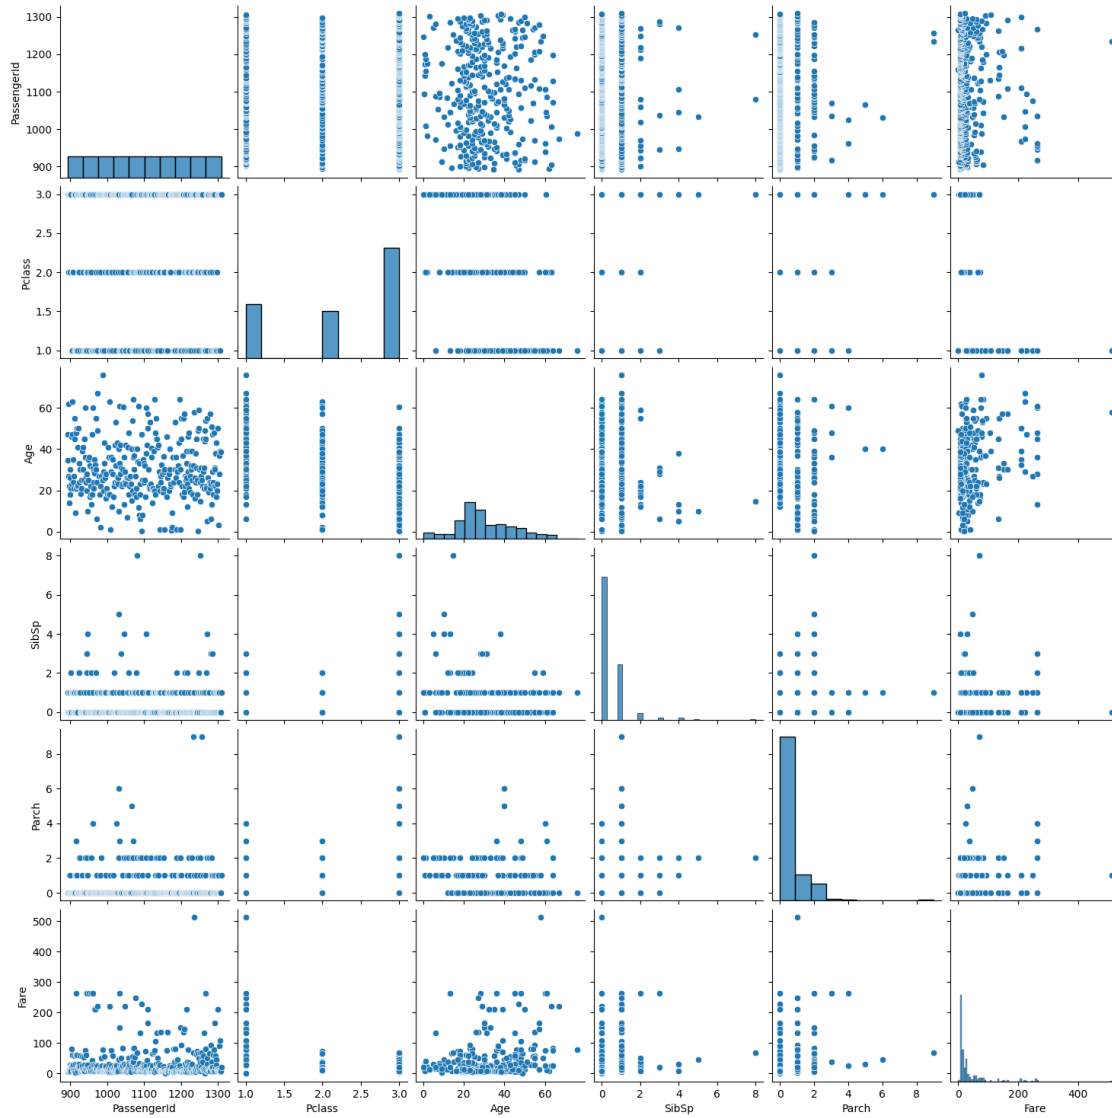 1300
1200
1100
1000
900
PassengerId
3.0
2.5
2.0
1.5
1.0
Pclass
60
40
20
0
Age
8
6
4
2
0
SibSp
8
6
4
2
0
Parch
500
400
300
200
100
0
Fare
900 1000 1100 1200 1300
1.0 1.5 2.0 2.5 3.0
0 20 40 60
0 2 4 6 8
0 2 4 6 8
0 200 400
PassengerId Pclass Age SibSp Parch Fare